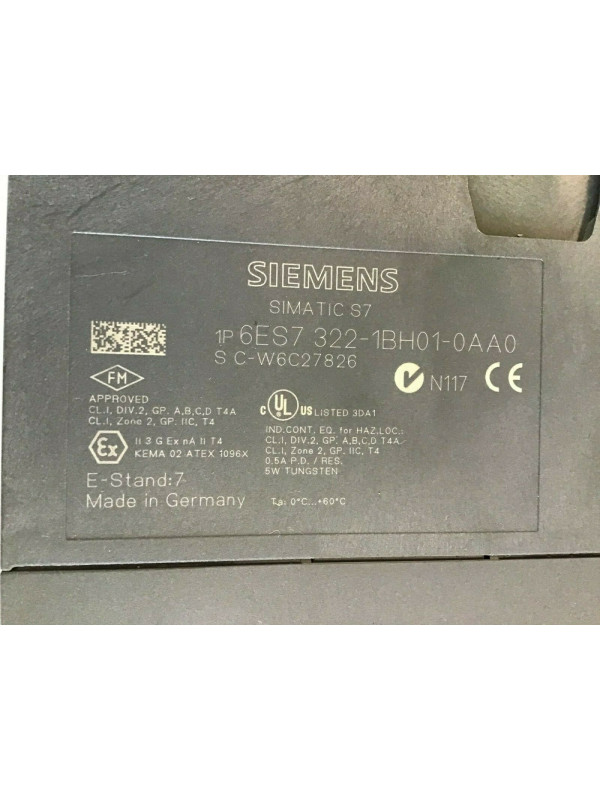 SIEMENS
SIMATIC S7
1P 6ES7 322-1BH01-0AA0
S C-W6C27826
FM
APPROVED
CL.I, DIV.2, GP. A,B,C,D T4A
CL.I, Zone 2, GP. IIC, T4
Ex
II 3 G Ex nA II T4
KEMA 02 ATEX 1096X
E-Stand:7
Made in Germany
C UL US LISTED 3DA1
IND.CONT. EQ. for HAZ.LOC.:
CL.I, DIV.2, GP. A,B,C,D T4A
CL.I, Zone 2, GP. IIC, T4
0.5A P.D. / RES.
5W TUNGSTEN
Ta: 0°C...+60°C
N117 CE